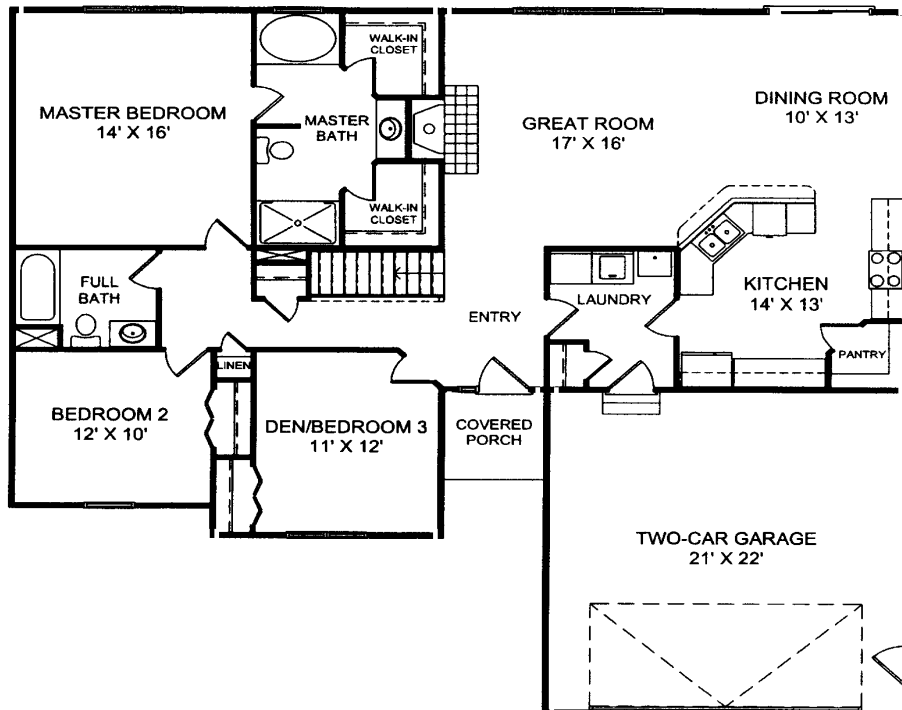 WALK-IN
CLOSET
MASTER BEDROOM
14' X 16'
MASTER
BATH
GREAT ROOM
17' X 16'
DINING ROOM
10' X 13'
WALK-IN
CLOSET
FULL
BATH
LAUNDRY
KITCHEN
14' X 13'
ENTRY
PANTRY
LINEN
BEDROOM 2
12' X 10'
DEN/BEDROOM 3
11' X 12'
COVERED
PORCH
TWO-CAR GARAGE
21' X 22'